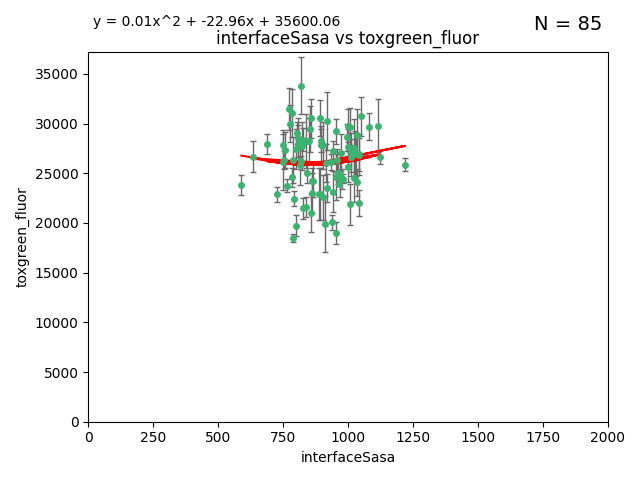 y = 0.01x^2 + -22.96x + 35600.06
N = 85
interfaceSasa vs toxgreen_fluor
toxgreen_fluor
35000
30000
25000
20000
15000
10000
5000
0
0 250 500 750 1000 1250 1500 1750 2000
interfaceSasa